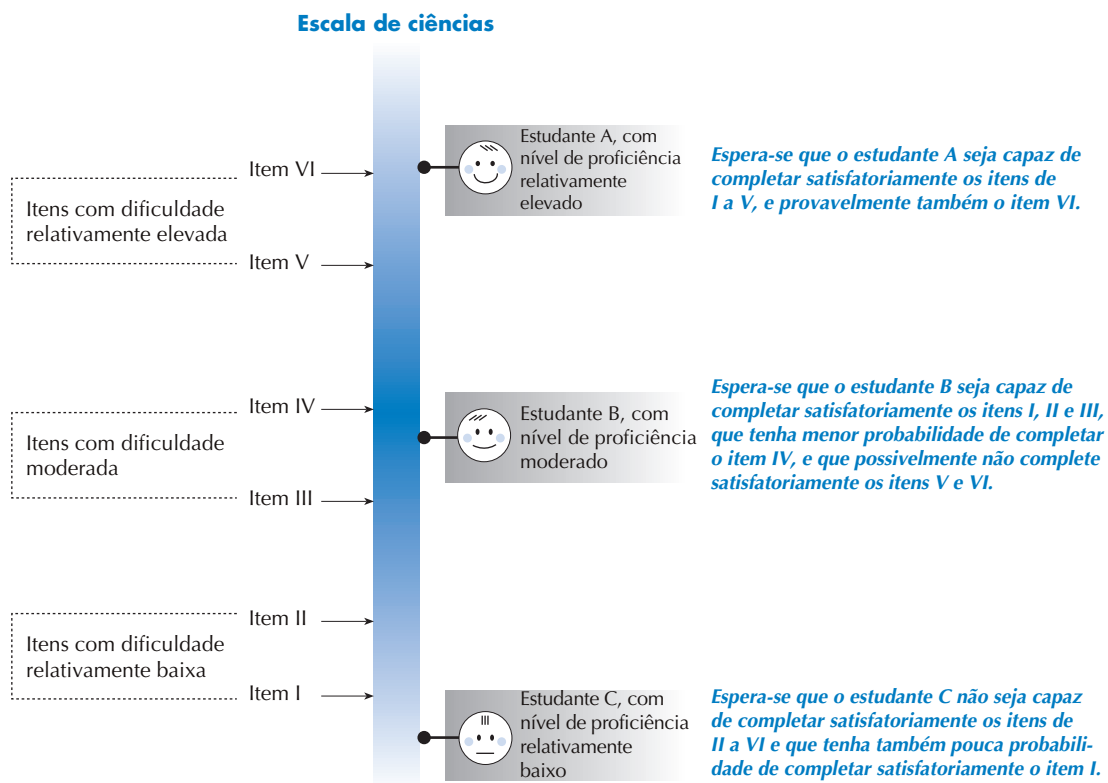 Escala de ciências
Item VI
Itens com dificuldade
relativamente elevada
Item V
Estudante A, com
nível de proficiência
relativamente
elevado
Espera-se que o estudante A seja capaz de
completar satisfatoriamente os itens de
I a V, e provavelmente também o item VI.
Item IV
Itens com dificuldade
moderada
Item III
Estudante B, com
nível de proficiência
moderado
Espera-se que o estudante B seja capaz de
completar satisfatoriamente os itens I, II e III,
que tenha menor probabilidade de completar
o item IV, e que possivelmente não complete
satisfatoriamente os itens V e VI.
Item II
Itens com dificuldade
relativamente baixa
Item I
Estudante C, com
nível de proficiência
relativamente
baixo
Espera-se que o estudante C não seja capaz
de completar satisfatoriamente os itens de
II a VI e que tenha também pouca probabili-
dade de completar satisfatoriamente o item I.